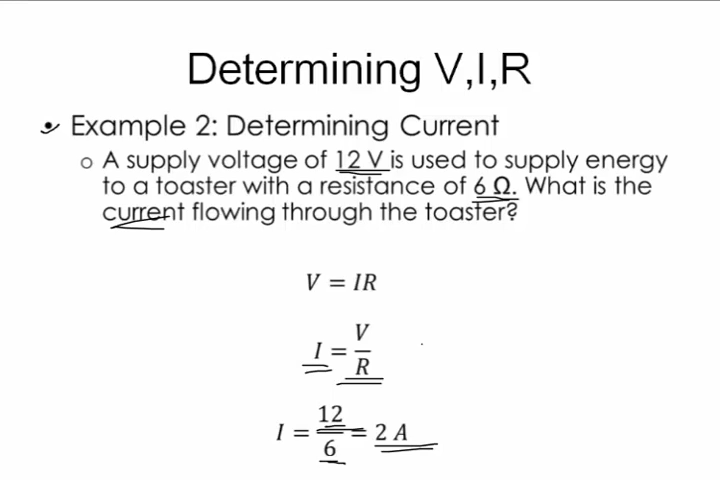 Determining V,I,R
Example 2: Determining Current
o A supply voltage of 12 V is used to supply energy
to a toaster with a resistance of 6 Ω. What is the
current flowing through the toaster?
V = IR
I = V/R
I = 12/6 = 2 A